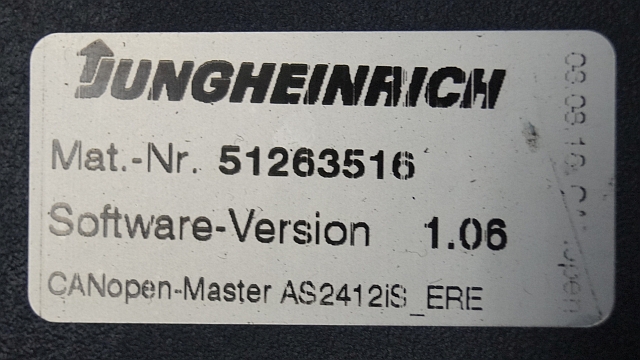 JUNGHEINRICH
Mat.-Nr. 51263516
Software-Version 1.06
CANopen-Master AS2412iS_ERE